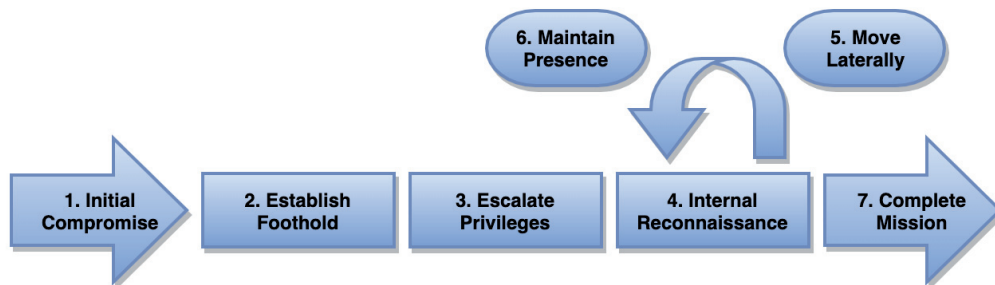 6. Maintain
Presence
5. Move
Laterally
1. Initial
Compromise
2. Establish
Foothold
3. Escalate
Privileges
4. Internal
Reconnaissance
7. Complete
Mission